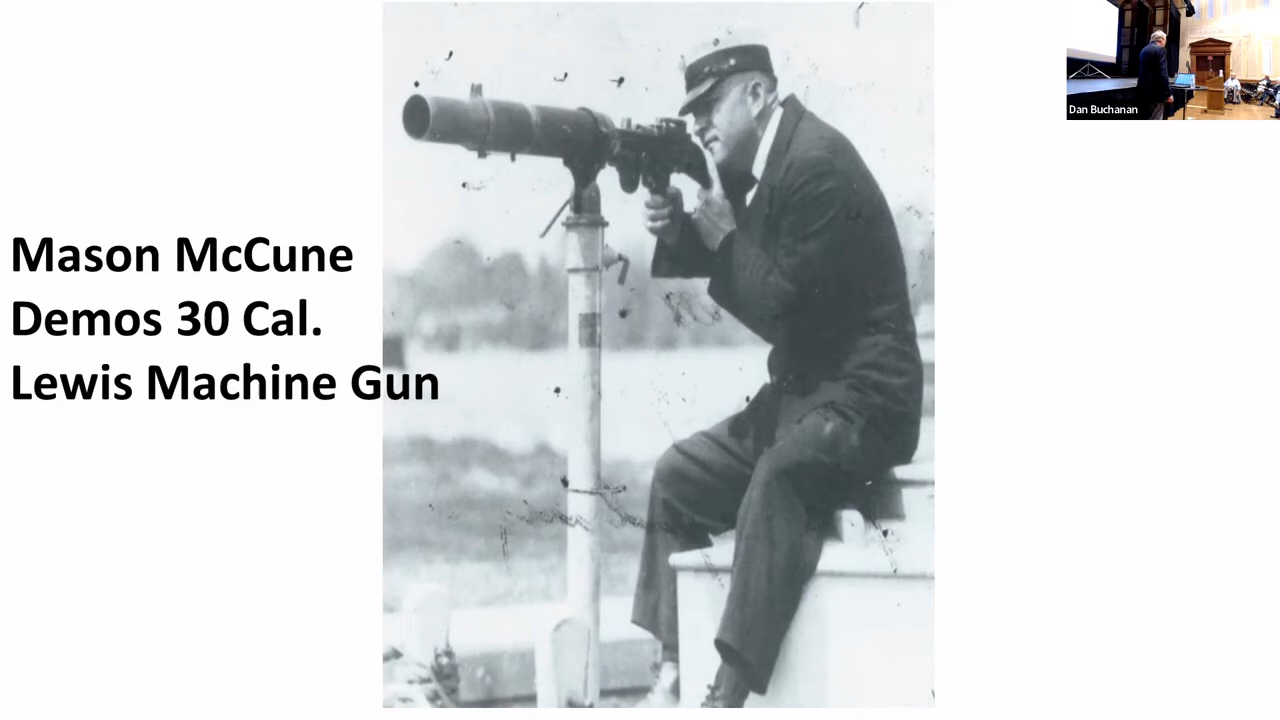 Mason McCune
Demos 30 Cal.
Lewis Machine Gun
Dan Buchanan